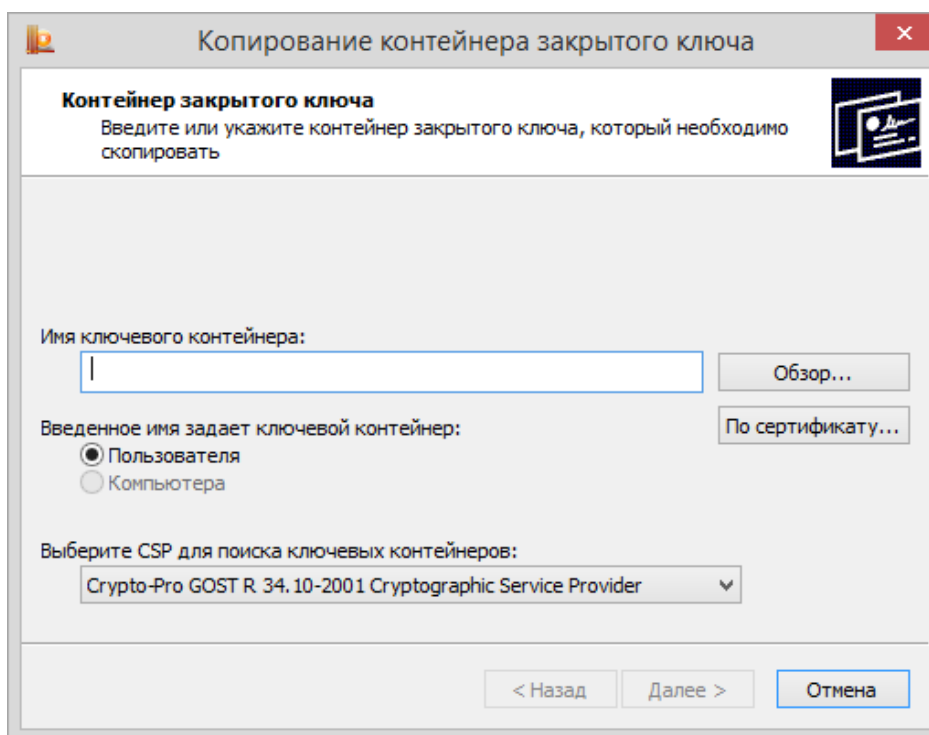 Копирование контейнера закрытого ключа
Контейнер закрытого ключа
Введите или укажите контейнер закрытого ключа, который необходимо
скопировать
Имя ключевого контейнера:
Обзор...
Введенное имя задает ключевой контейнер:
По сертификату...
Пользователя
Компьютера
Выберите CSP для поиска ключевых контейнеров:
Crypto-Pro GOST R 34.10-2001 Cryptographic Service Provider
< Назад
Далее >
Отмена